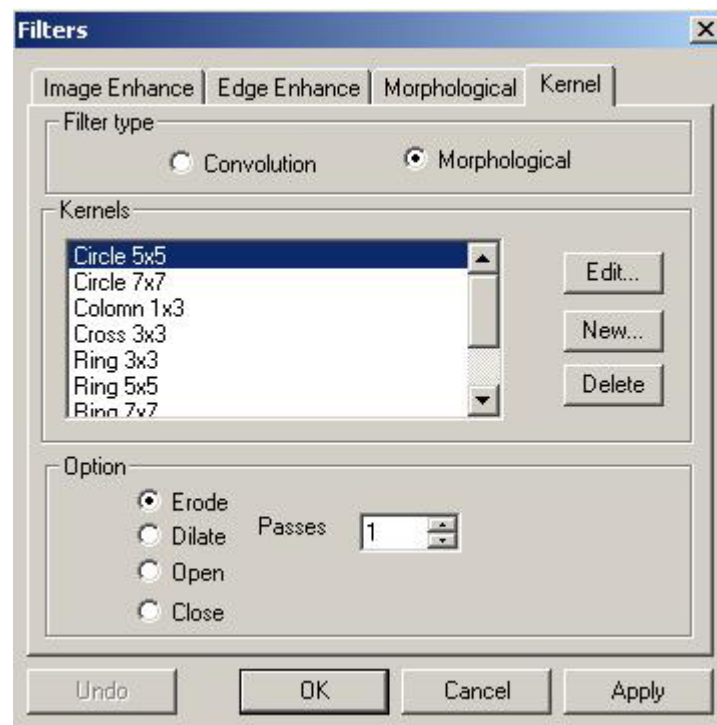 Filters
Image Enhance Edge Enhance Morphological Kernel
Filter type
Convolution Morphological
Kernels
Circle 5x5
Circle 7x7
Colomn 1x3
Cross 3x3
Ring 3x3
Ring 5x5
Ring 7x7
Edit...
New...
Delete
Option
Erode
Dilate
Open
Close
Passes 1
Undo OK Cancel Apply